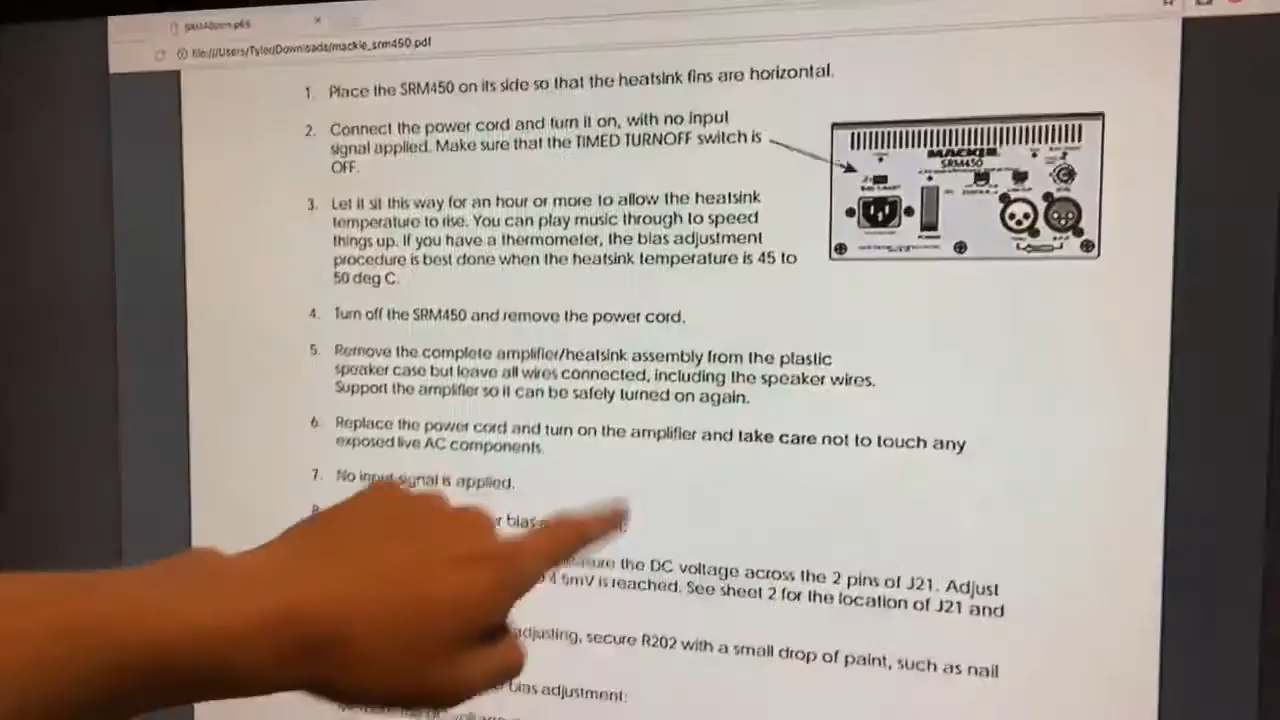 file:///Users/Tyler/Downloads/mackie_srm450.pdf
1. Place the SRM450 on its side so that the heatsink fins are horizontal.
2. Connect the power cord and turn it on, with no input
signal applied. Make sure that the TIMED TURNOFF switch is
OFF.
MACKIE
SRM450
3. Let it sit this way for an hour or more to allow the heatsink
temperature to rise. You can play music through to speed
things up. If you have a thermometer, the bias adjustment
procedure is best done when the heatsink temperature is 45 to
50 deg C.
4. Turn off the SRM450 and remove the power cord.
5. Remove the complete amplifier/heatsink assembly from the plastic
speaker case but leave all wires connected, including the speaker wires.
Support the amplifier so it can be safely turned on again.
6. Replace the power cord and turn on the amplifier and take care not to touch any
exposed live AC components.
7. No input signal is applied.
the DC voltage across the 2 pins of J21. Adjust
is reached. See sheet 2 for the location of J21 and
adjusting, secure R202 with a small drop of paint, such as nail
bias adjustment: